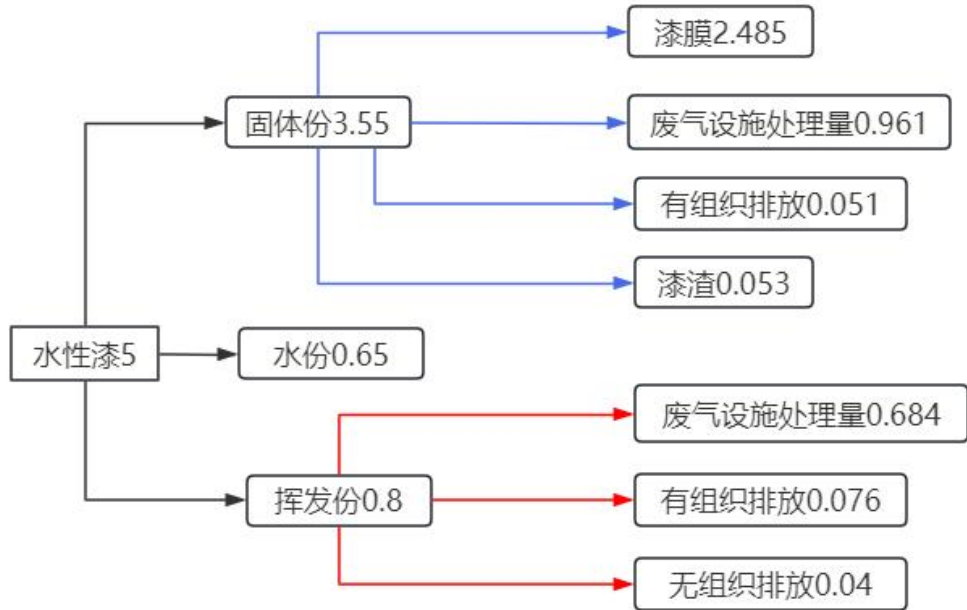 漆膜2.485
固体份3.55
废气设施处理量0.961
有组织排放0.051
漆渣0.053
水性漆5
水份0.65
废气设施处理量0.684
挥发份0.8
有组织排放0.076
无组织排放0.04